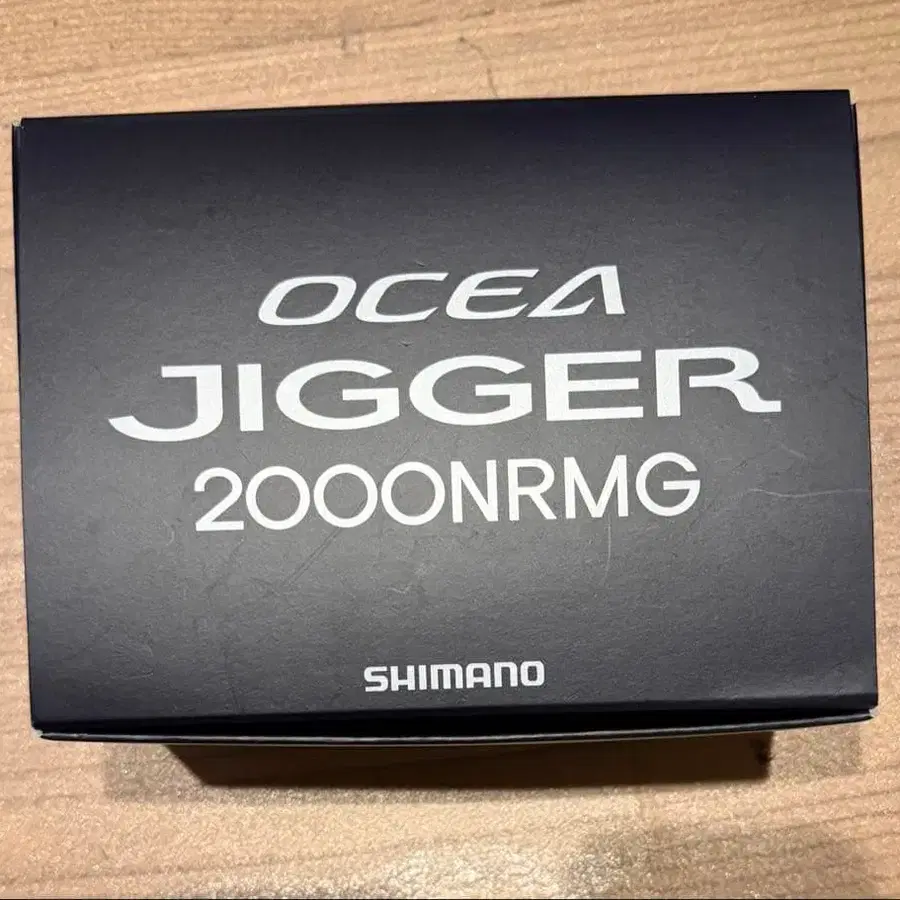 OCEA
JIGGER
2000NRMG
SHIMANO